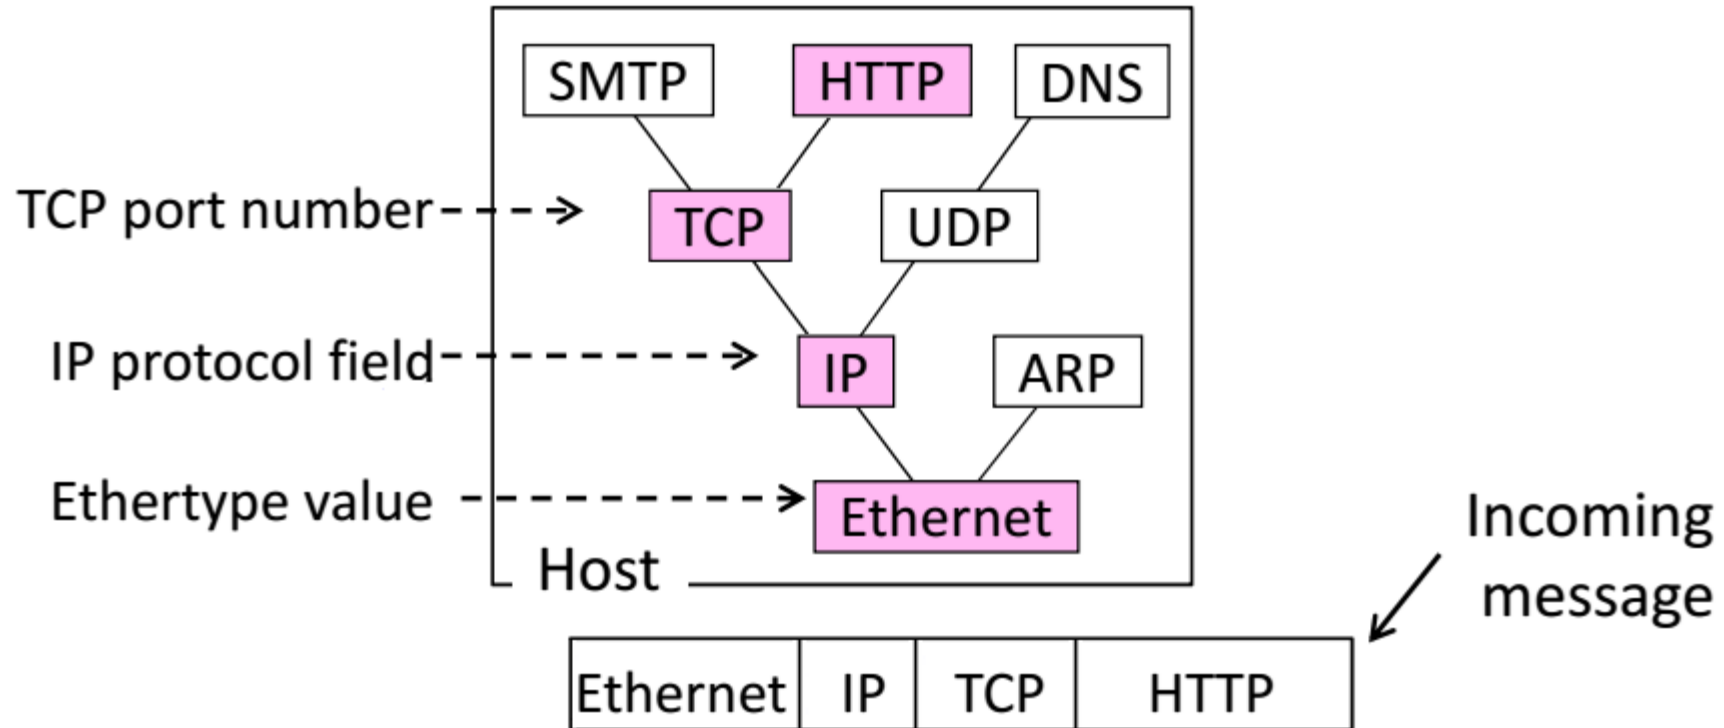 SMTP
HTTP
DNS
TCP port number
TCP
UDP
IP protocol field
IP
ARP
Ethertype value
Ethernet
Host
Incoming
message
Ethernet
IP
TCP
HTTP